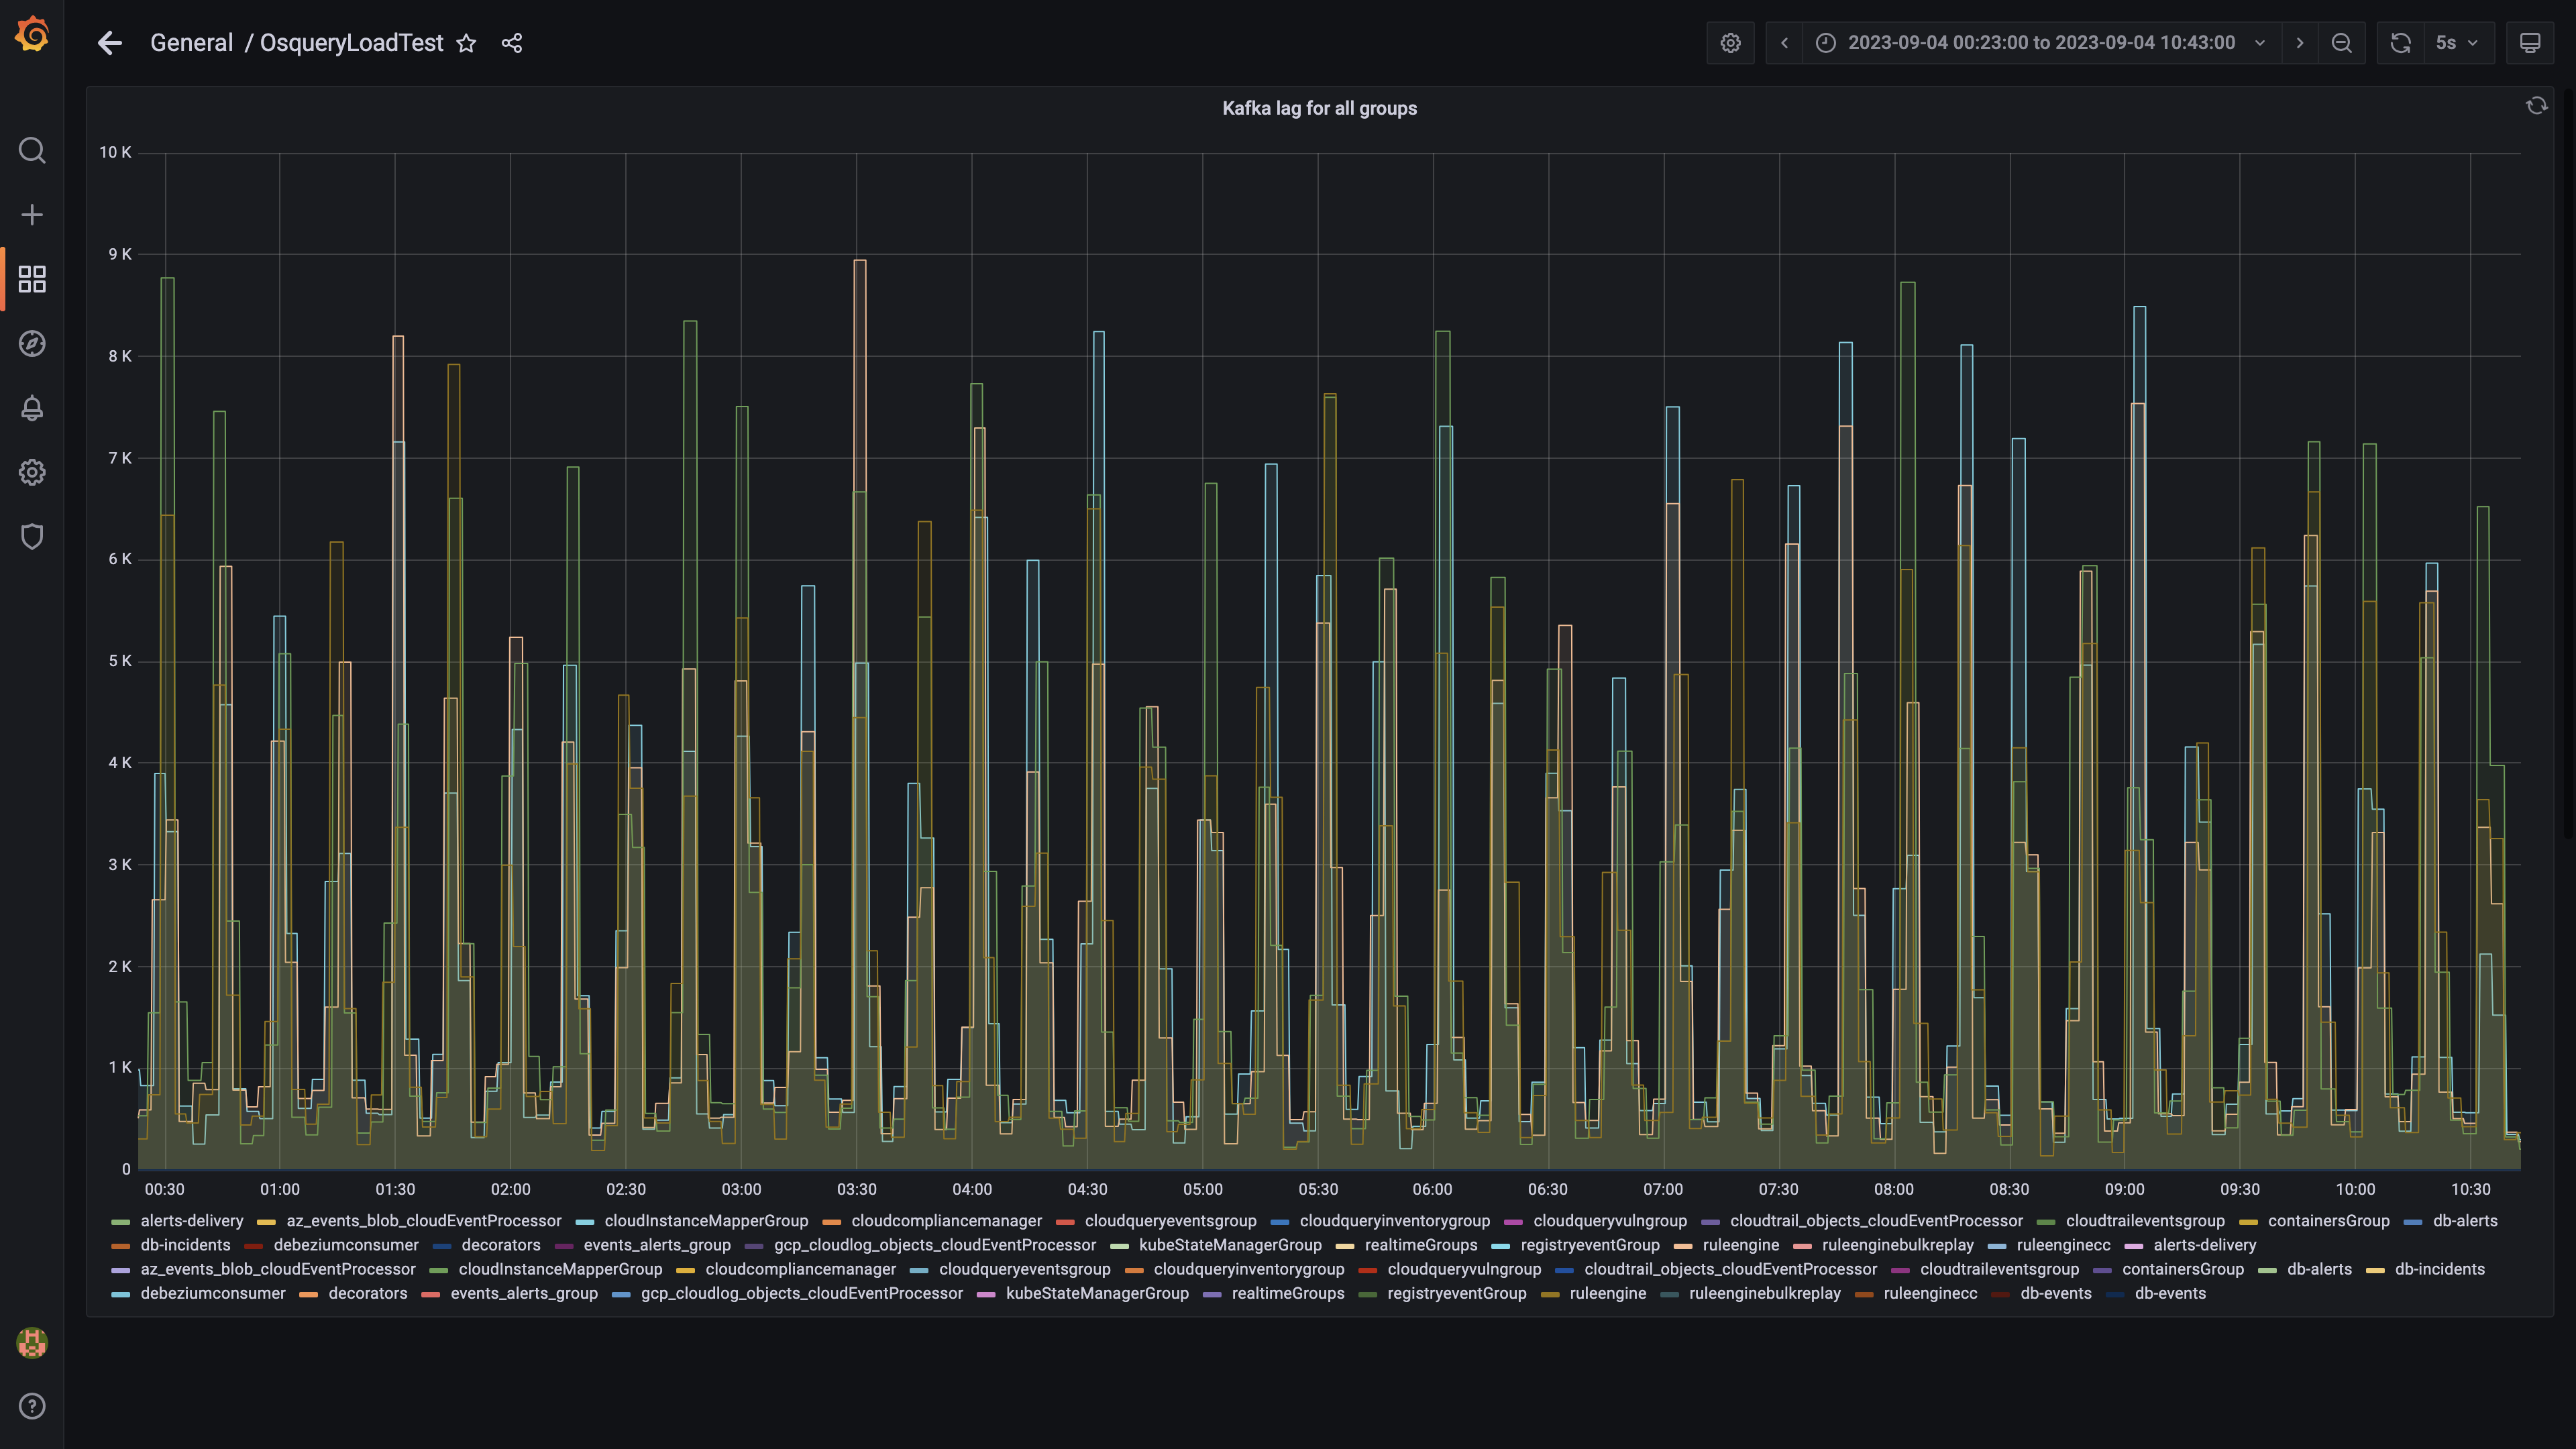 General / OsqueryLoadTest
2023-09-04 00:23:00 to 2023-09-04 10:43:00
5s
Kafka lag for all groups
10 K
9 K
8 K
7 K
6 K
5 K
4 K
3 K
2 K
1 K
0
00:30 01:00 01:30 02:00 02:30 03:00 03:30 04:00 04:30 05:00 05:30 06:00 06:30 07:00 07:30 08:00 08:30 09:00 09:30 10:00 10:30
alerts-delivery az_events_blob_cloudEventProcessor cloudInstanceMapperGroup cloudcompliancemanager cloudqueryeventsgroup cloudqueryinventorygroup cloudqueryvulngroup cloudtrail_objects_cloudEventProcessor cloudtraileventsgroup containersGroup db-alerts
db-incidents debeziumconsumer decorators events_alerts_group gcp_cloudlog_objects_cloudEventProcessor kubeStateManagerGroup realtimeGroups registryeventGroup ruleengine ruleenginebulkreplay ruleenginecc alerts-delivery
az_events_blob_cloudEventProcessor cloudInstanceMapperGroup cloudcompliancemanager cloudqueryeventsgroup cloudqueryinventorygroup cloudqueryvulngroup cloudtrail_objects_cloudEventProcessor cloudtraileventsgroup containersGroup db-alerts db-incidents
debeziumconsumer decorators events_alerts_group gcp_cloudlog_objects_cloudEventProcessor kubeStateManagerGroup realtimeGroups registryeventGroup ruleengine ruleenginebulkreplay ruleenginecc db-events db-events